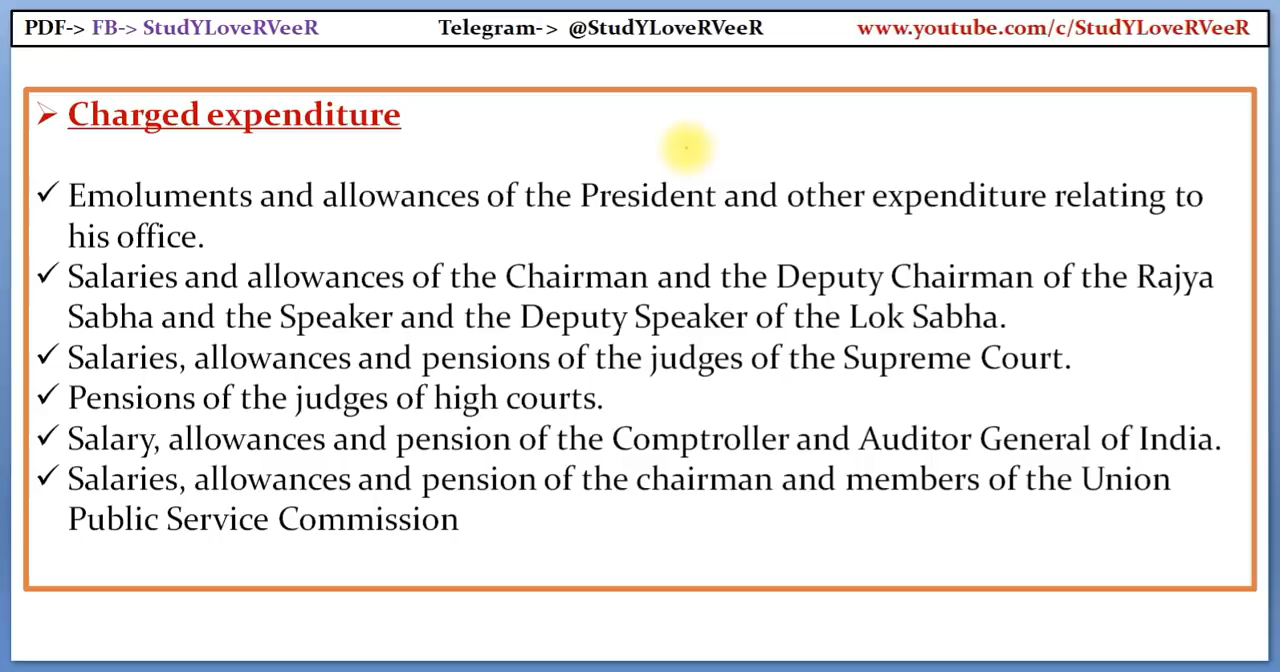 PDF-> FB-> StudYLoveRVeeR Telegram-> @StudYLoveRVeeR www.youtube.com/c/StudYLoveRVeeR
➢ Charged expenditure
✓ Emoluments and allowances of the President and other expenditure relating to
his office.
✓ Salaries and allowances of the Chairman and the Deputy Chairman of the Rajya
Sabha and the Speaker and the Deputy Speaker of the Lok Sabha.
✓ Salaries, allowances and pensions of the judges of the Supreme Court.
✓ Pensions of the judges of high courts.
✓ Salary, allowances and pension of the Comptroller and Auditor General of India.
✓ Salaries, allowances and pension of the chairman and members of the Union
Public Service Commission